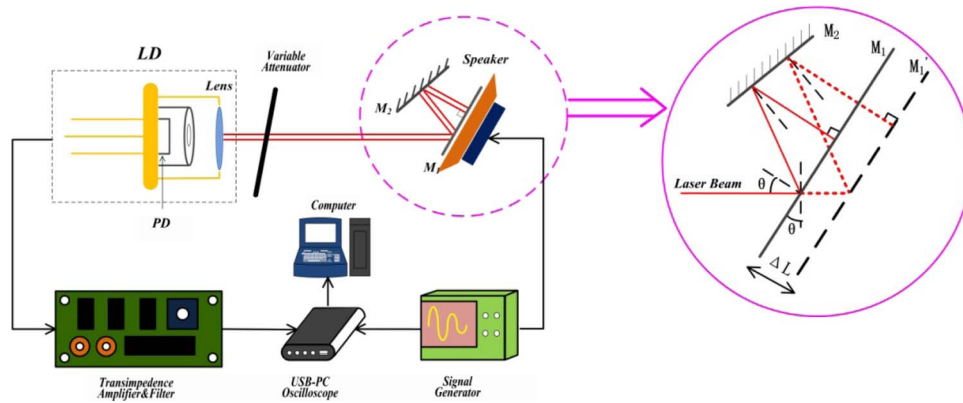 LD
Lens
PD
Variable
Attenuator
Speaker
M2
M1
Computer
Transimpedence
Amplifier&Filter
USB-PC
Oscilloscope
Signal
Generator
M2
M1
M1'
Laser Beam
θ
θ
ΔL